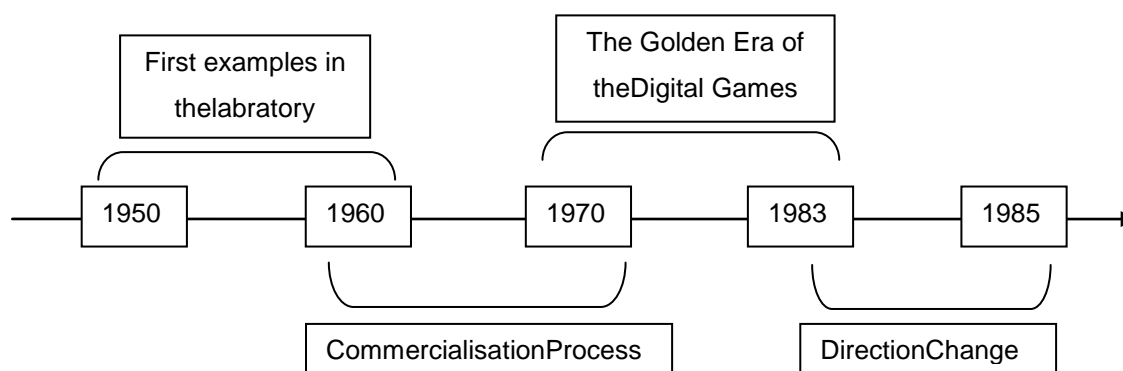 First examples in
thelabratory
The Golden Era of
theDigital Games
1950
1960
1970
1983
1985
CommercialisationProcess
DirectionChange